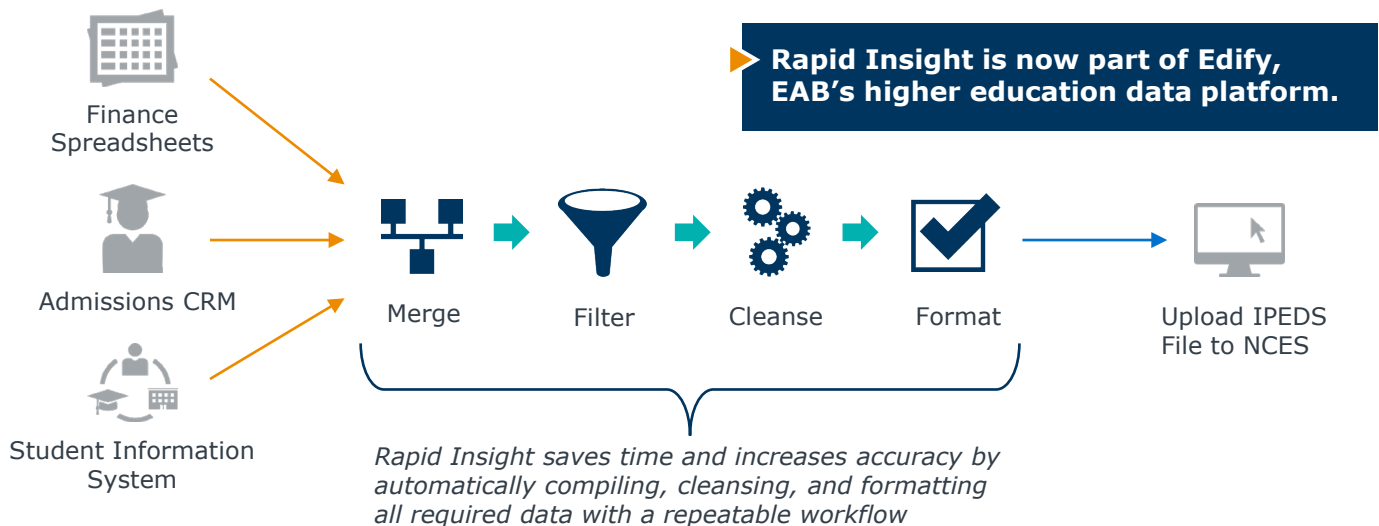 Rapid Insight is now part of Edify,
EAB’s higher education data platform.
Finance
Spreadsheets
Admissions CRM
Student Information
System
Merge
Filter
Cleanse
Format
Upload IPEDS
File to NCES
Rapid Insight saves time and increases accuracy by
automatically compiling, cleansing, and formatting
all required data with a repeatable workflow